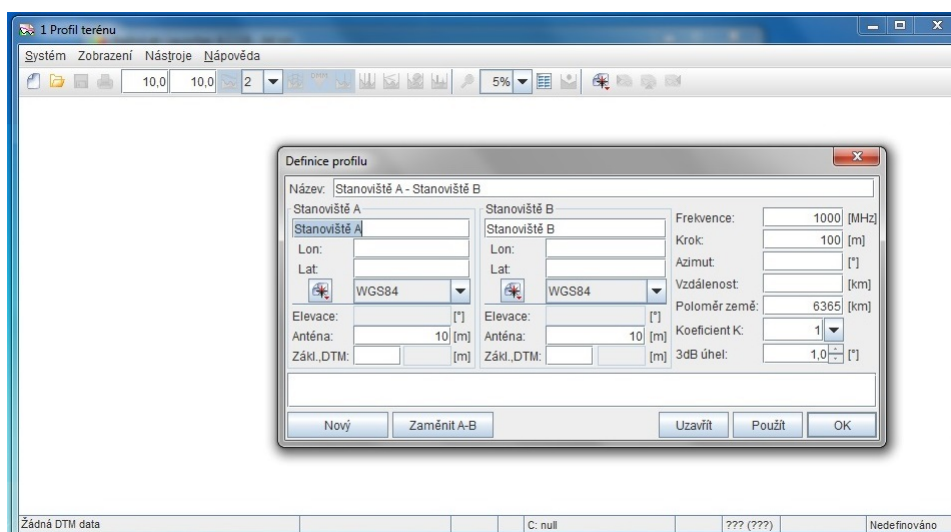 1 Profil terénu
Systém Zobrazení Nástroje Nápověda
10,0 10,0 2 5%
Definice profilu
Název: Stanoviště A - Stanoviště B
Stanoviště A Stanoviště B
Stanoviště A Stanoviště B Frekvence: 1000 [MHz]
Lon: Lon: Krok: 100 [m]
Lat: Lat: Azimut: [°]
WGS84 WGS84 Vzdálenost: [km]
Elevace: [°] Elevace: [°] Poloměr země: 6365 [km]
Anténa: 10 [m] Anténa: 10 [m] Koeficient K: 1
Zákl.,DTM: [m] Zákl.,DTM: [m] 3dB úhel: 1,0 [°]
Nový Zaměnit A-B Uzavřít Použít OK
Žádná DTM data C: null ??? (???) Nedefinováno